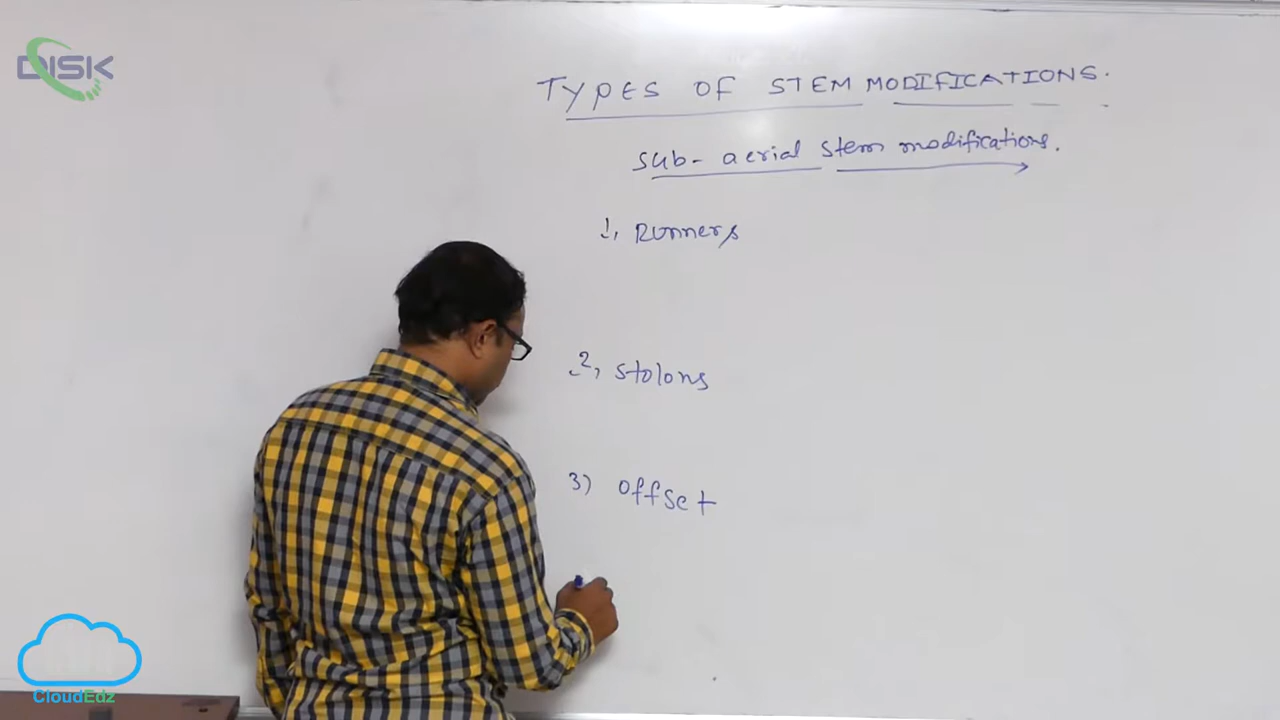 DISK
TYPES OF STEM MODIFICATIONS.
Sub-aerial stem modifications.
1, Runners
2, Stolons
3) Offset
CloudEdz